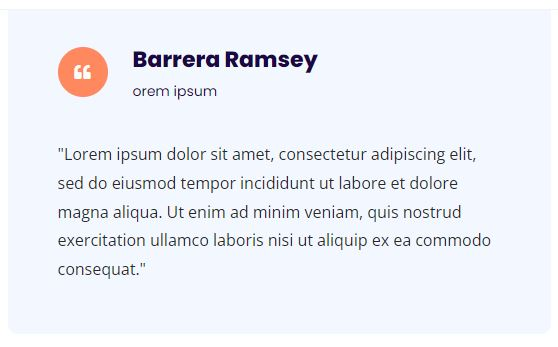 Barrera Ramsey
orem ipsum
"Lorem ipsum dolor sit amet, consectetur adipiscing elit,
sed do eiusmod tempor incididunt ut labore et dolore
magna aliqua. Ut enim ad minim veniam, quis nostrud
exercitation ullamco laboris nisi ut aliquip ex ea commodo
consequat."